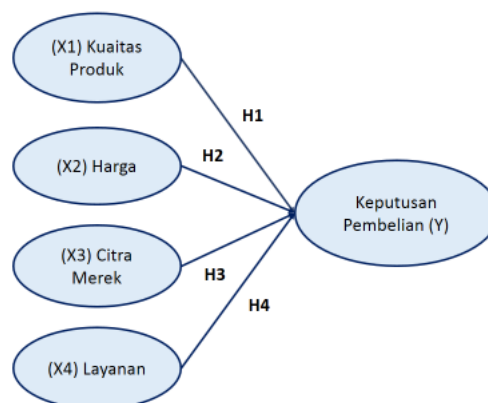 (X1) Kuaitas
Produk
H1
H2
(X2) Harga
Keputusan
Pembelian (Y)
(X3) Citra
Merek
H3
H4
(X4) Layanan